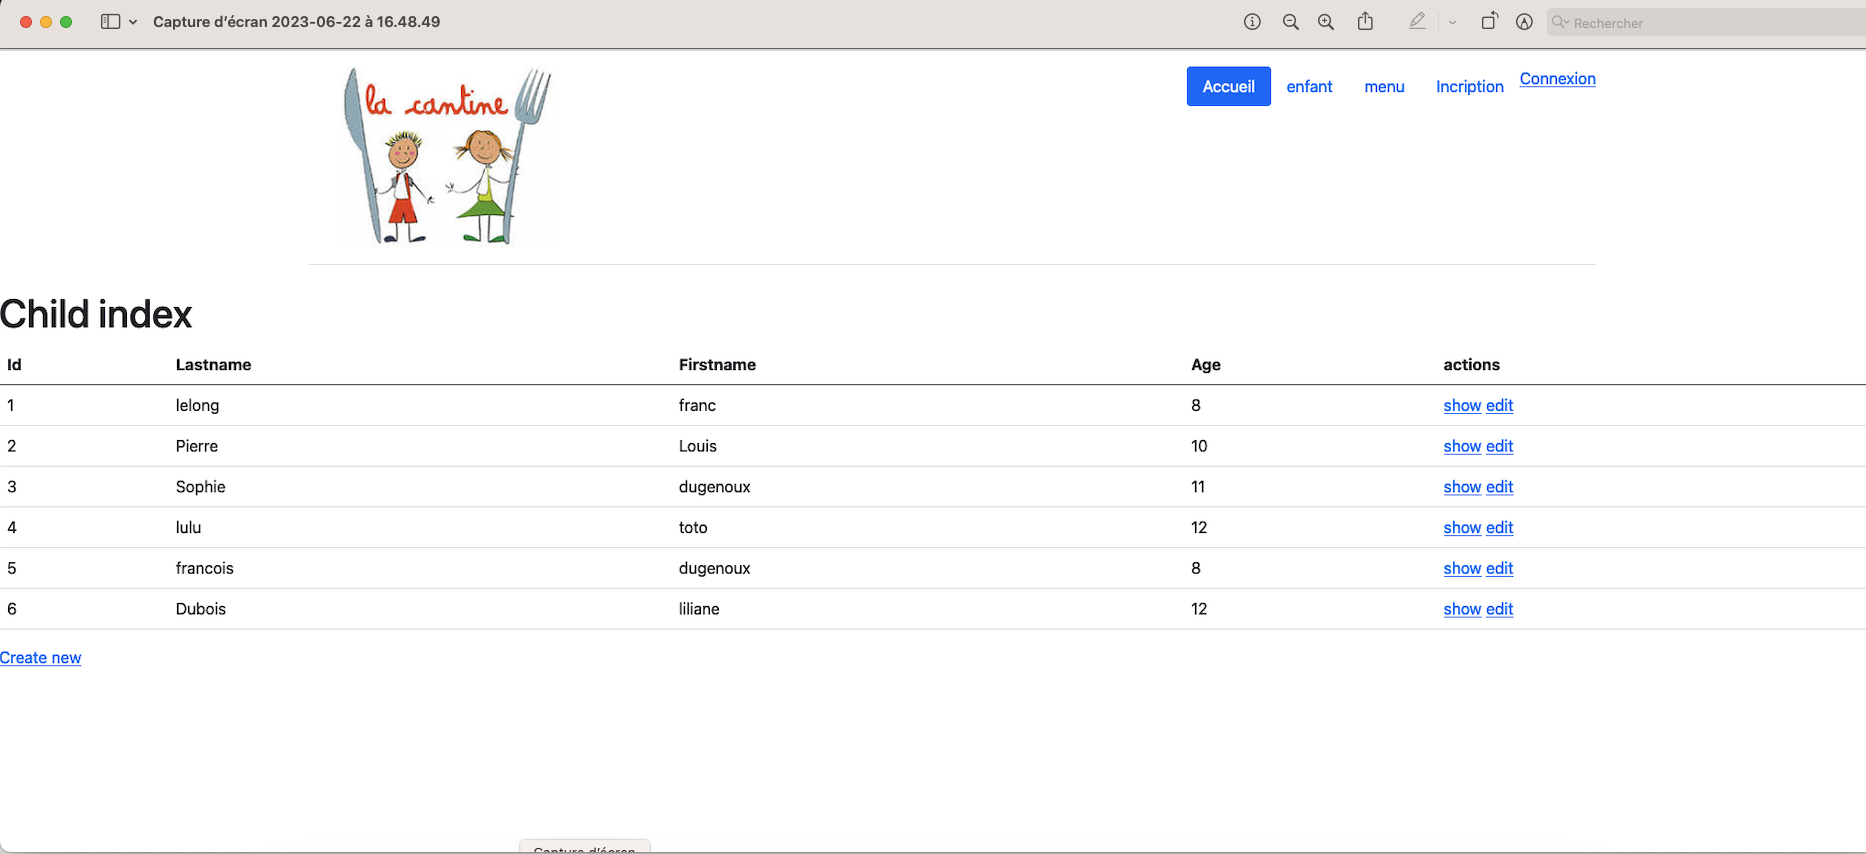 Capture d’écran 2023-06-22 à 16.48.49
Rechercher
la cantine
Accueil enfant menu Incription Connexion
Child index
Id Lastname Firstname Age actions
1 lelong franc 8 show edit
2 Pierre Louis 10 show edit
3 Sophie dugenoux 11 show edit
4 lulu toto 12 show edit
5 francois dugenoux 8 show edit
6 Dubois liliane 12 show edit
Create new
Capture d’écran